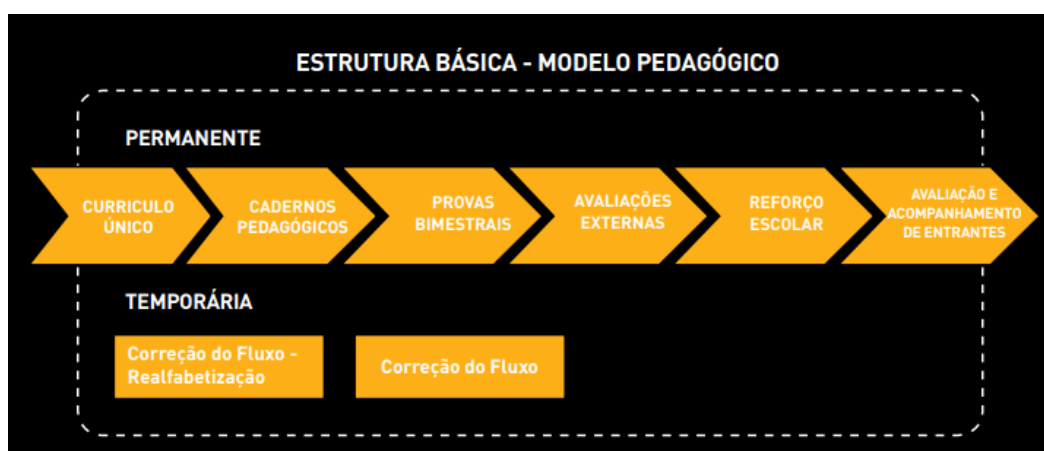 ESTRUTURA BÁSICA - MODELO PEDAGÓGICO
PERMANENTE
CURRICULO
ÚNICO
CADERNOS
PEDAGÓGICOS
PROVAS
BIMESTRAIS
AVALIAÇÕES
EXTERNAS
REFORÇO
ESCOLAR
AVALIAÇÃO E
ACOMPANHAMENTO
DE ENTRANTES
TEMPORÁRIA
Correção do Fluxo -
Realfabetização
Correção do Fluxo